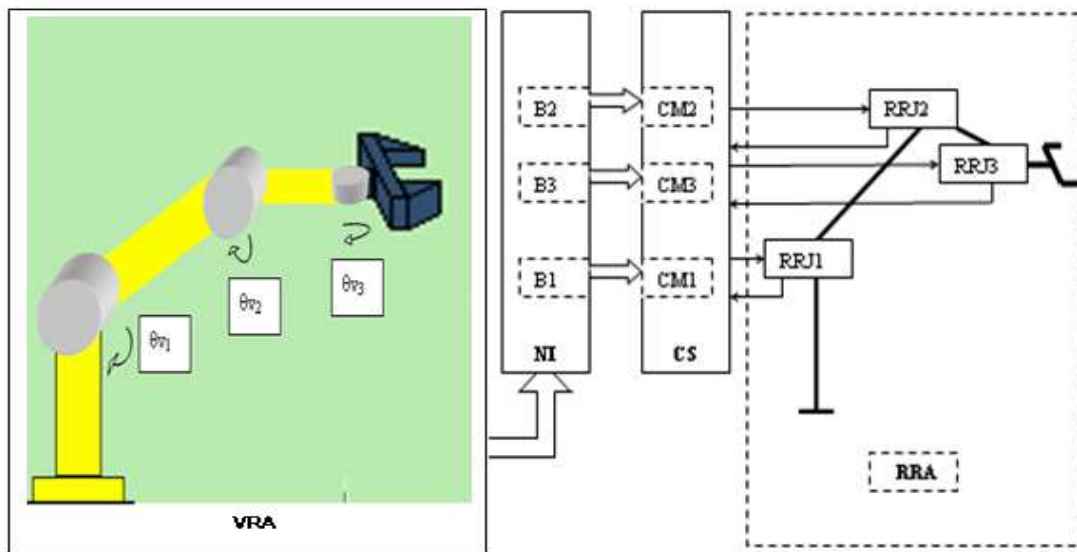 θv1
θv2
θv3
VRA
B2
B3
B1
NI
CM2
CM3
CM1
CS
RRJ2
RRJ3
RRJ1
RRA